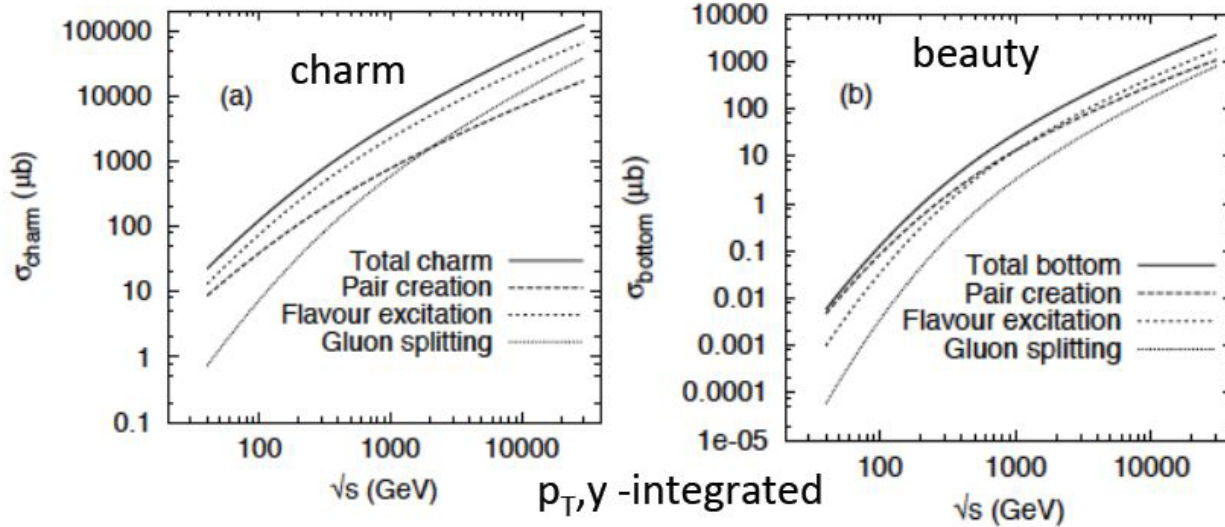 charm
(a)
100000
10000
1000
100
10
1
0.1
σcharm (μb)
Total charm
Pair creation
Flavour excitation
Gluon splitting
100 1000 10000
√s (GeV)
beauty
(b)
10000
1000
100
10
1
0.1
0.01
0.001
0.0001
1e-05
σbottom (μb)
Total bottom
Pair creation
Flavour excitation
Gluon splitting
100 1000 10000
√s (GeV)
pT,y -integrated